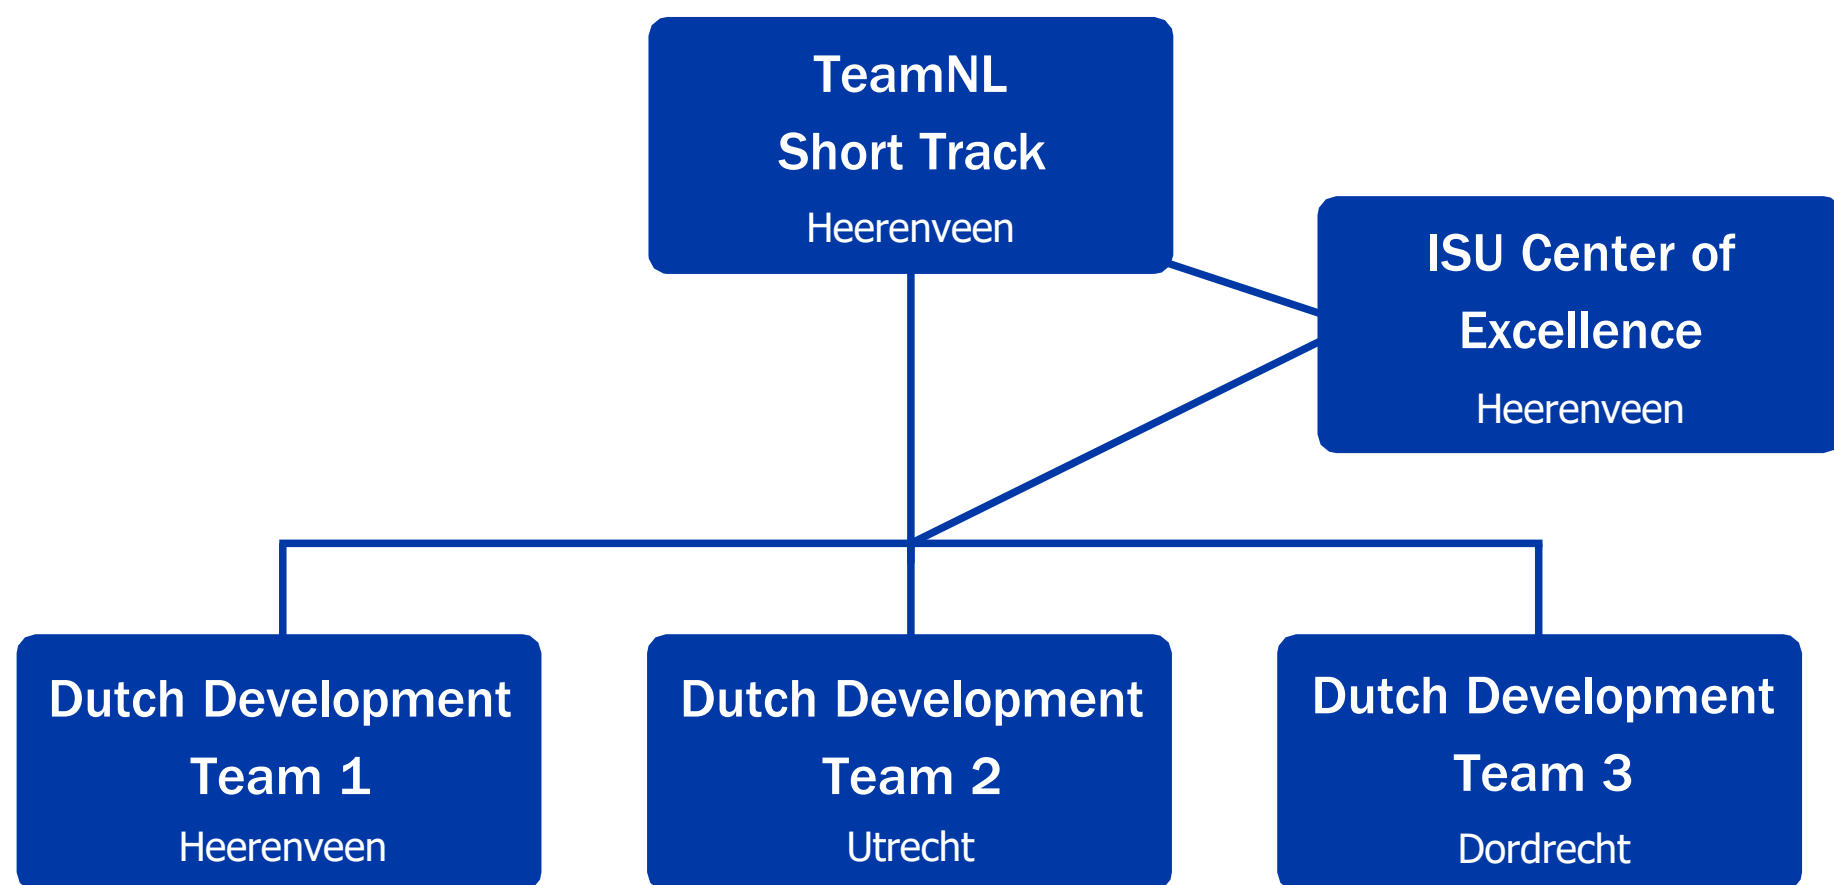 TeamNL
Short Track
Heerenveen
ISU Center of
Excellence
Heerenveen
Dutch Development
Team 1
Heerenveen
Dutch Development
Team 2
Utrecht
Dutch Development
Team 3
Dordrecht